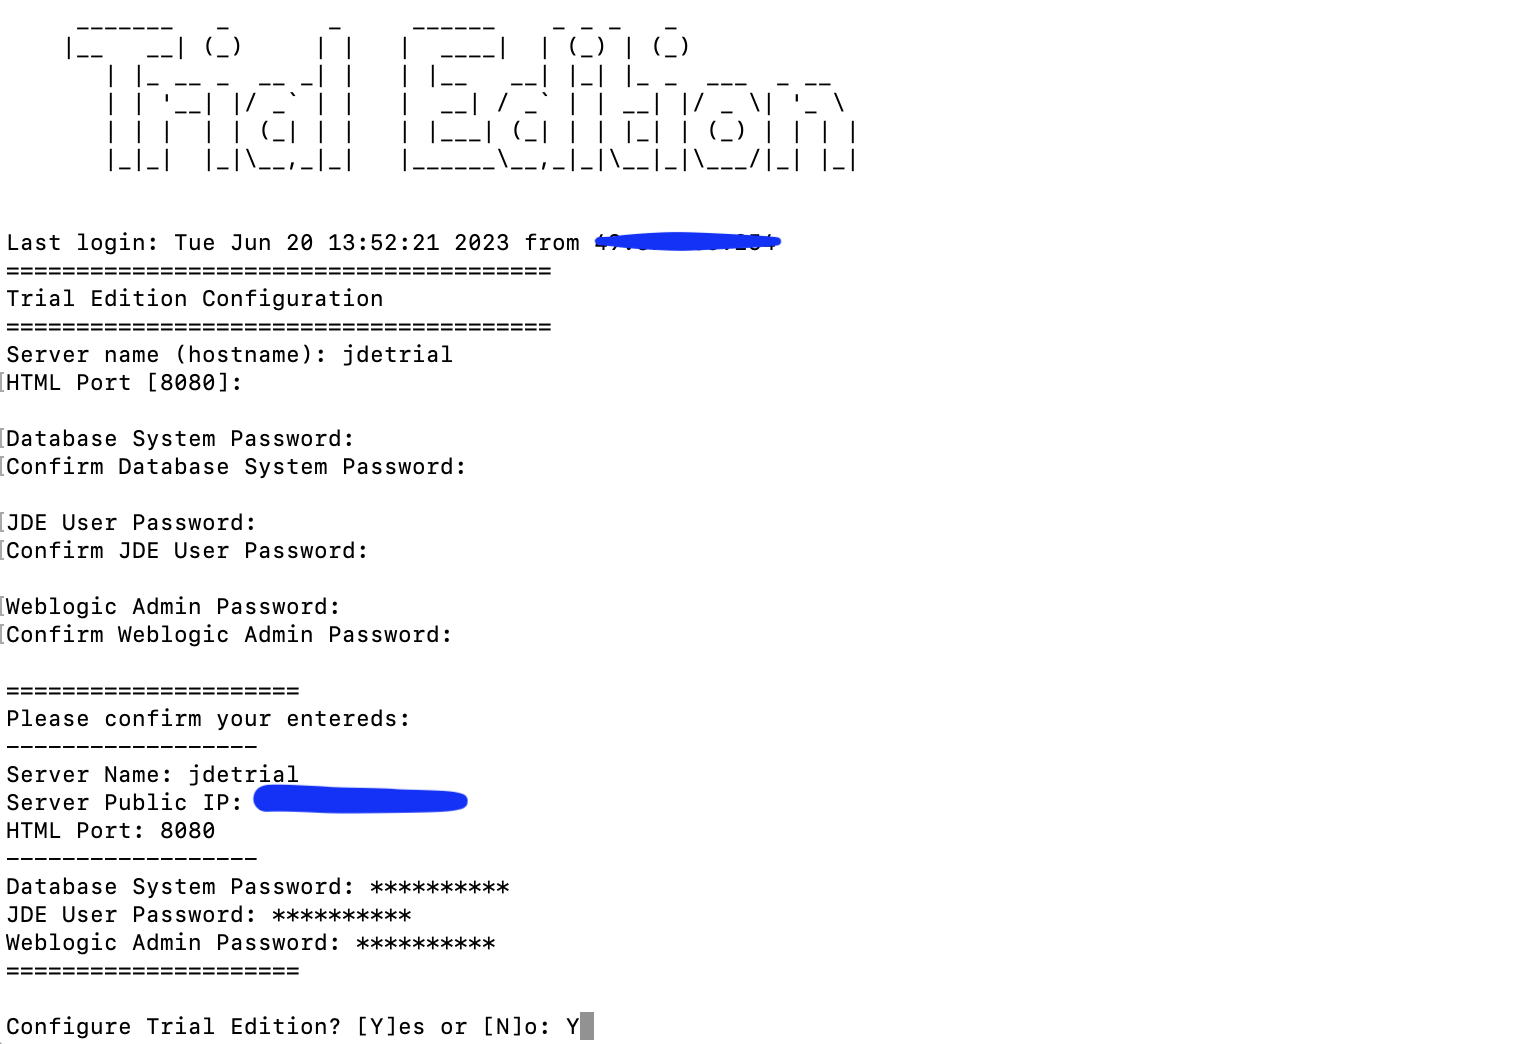 Trial Edition
Last login: Tue Jun 20 13:52:21 2023 from
=======================================
Trial Edition Configuration
=======================================
Server name (hostname): jdetrial
[HTML Port [8080]:
[Database System Password:
[Confirm Database System Password:
[JDE User Password:
[Confirm JDE User Password:
[Weblogic Admin Password:
[Confirm Weblogic Admin Password:
=====================
Please confirm your entereds:
------------------
Server Name: jdetrial
Server Public IP:
HTML Port: 8080
------------------
Database System Password: **********
JDE User Password: **********
Weblogic Admin Password: **********
=====================
Configure Trial Edition? [Y]es or [N]o: Y